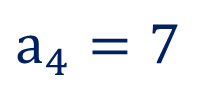 a₄ = 7